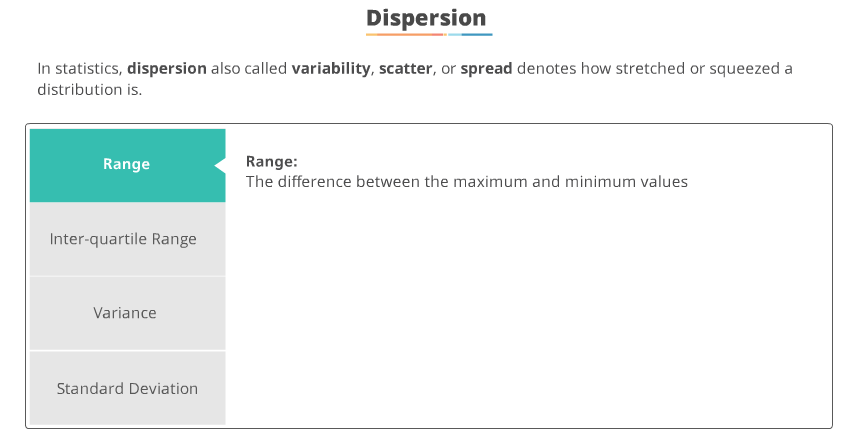 Dispersion
In statistics, dispersion also called variability, scatter, or spread denotes how stretched or squeezed a
distribution is.
Range
Range:
The difference between the maximum and minimum values
Inter-quartile Range
Variance
Standard Deviation